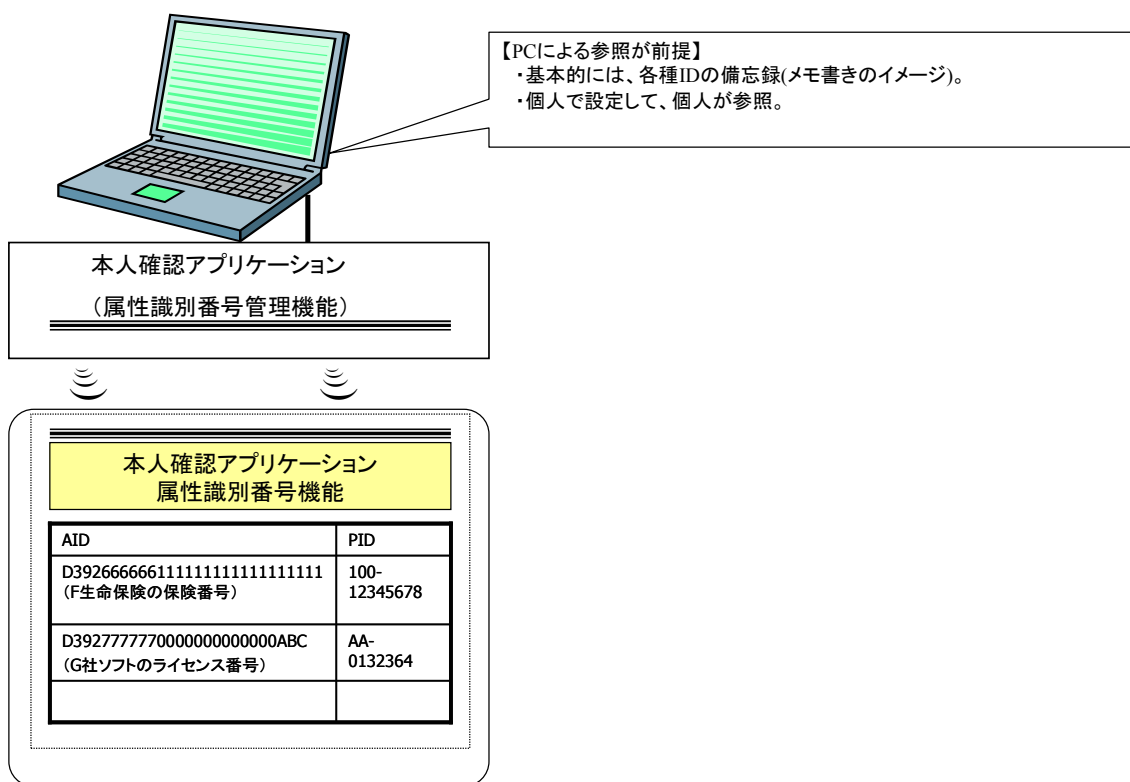 【PCによる参照が前提】
・基本的には、各種IDの備忘録(メモ書きのイメージ)。
・個人で設定して、個人が参照。
本人確認アプリケーション
（属性識別番号管理機能）
本人確認アプリケーション
属性識別番号機能
AID
PID
D3926666661111111111111111111
（F生命保険の保険番号）
100-
12345678
D3927777770000000000000ABC
（G社ソフトのライセンス番号）
AA-
0132364